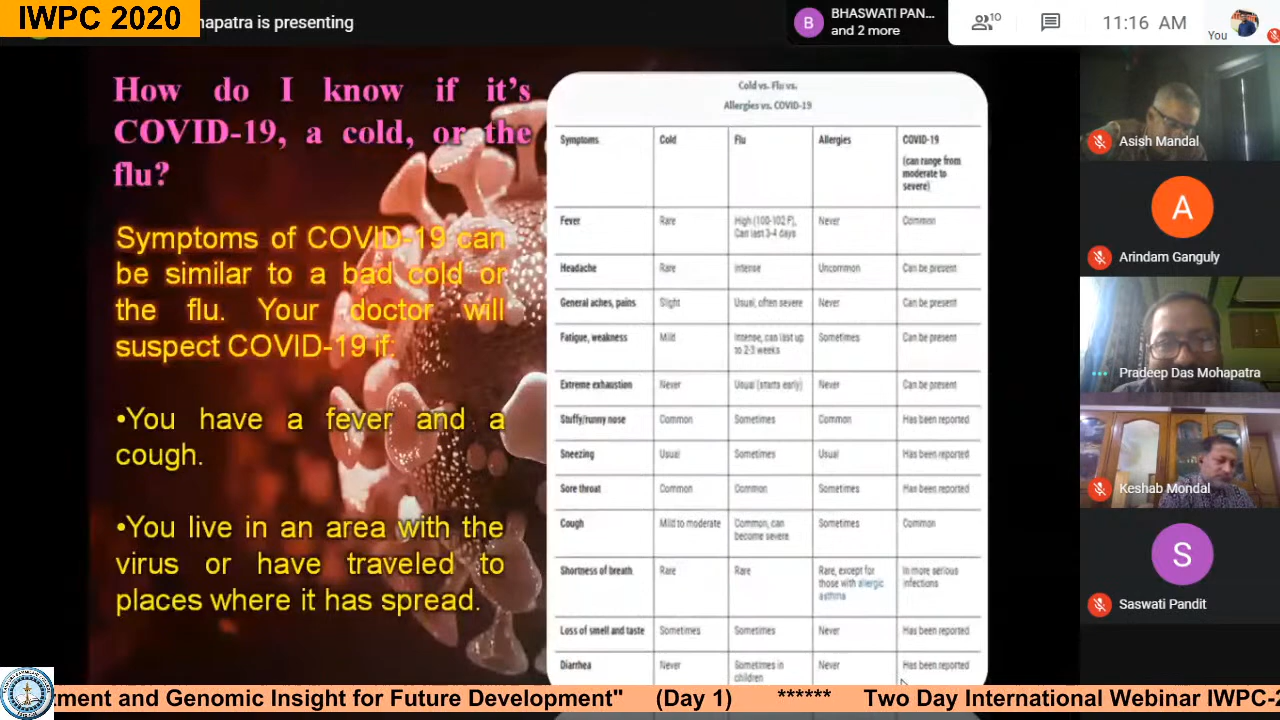 IWPC 2020
hapatra is presenting
B
BHASWATI PAN...
and 2 more
10
11:16 AM
You
How do I know if it's
COVID-19, a cold, or the
flu?
Symptoms of COVID-19 can
be similar to a bad cold or
the flu. Your doctor will
suspect COVID-19 if:
•You have a fever and a
cough.
•You live in an area with the
virus or have traveled to
places where it has spread.
Cold vs. Flu vs.
Allergies vs. COVID-19
Symptoms Cold Flu Allergies COVID-19
(can range from
moderate to
severe)
Fever Rare High (100-102 F), Never Common
Can last 3-4 days
Headache Rare Intense Uncommon Can be present
General aches, pains Slight Usual, often severe Never Can be present
Fatigue, weakness Mild Intense, can last up Sometimes Can be present
to 2-3 weeks
Extreme exhaustion Never Usual (starts early) Never Can be present
Stuffy/runny nose Common Sometimes Common Has been reported
Sneezing Usual Sometimes Usual Has been reported
Sore throat Common Common Sometimes Has been reported
Cough Mild to moderate Common, can Sometimes Common
become severe
Shortness of breath Rare Rare Rare, except for In more serious
those with allergic infections
asthma
Loss of smell and taste Sometimes Sometimes Never Has been reported
Diarrhea Never Sometimes in Never Has been reported
children
Asish Mandal
A
Arindam Ganguly
Pradeep Das Mohapatra
Keshab Mondal
S
Saswati Pandit
tment and Genomic Insight for Future Development" (Day 1) ****** Two Day International Webinar IWPC-2